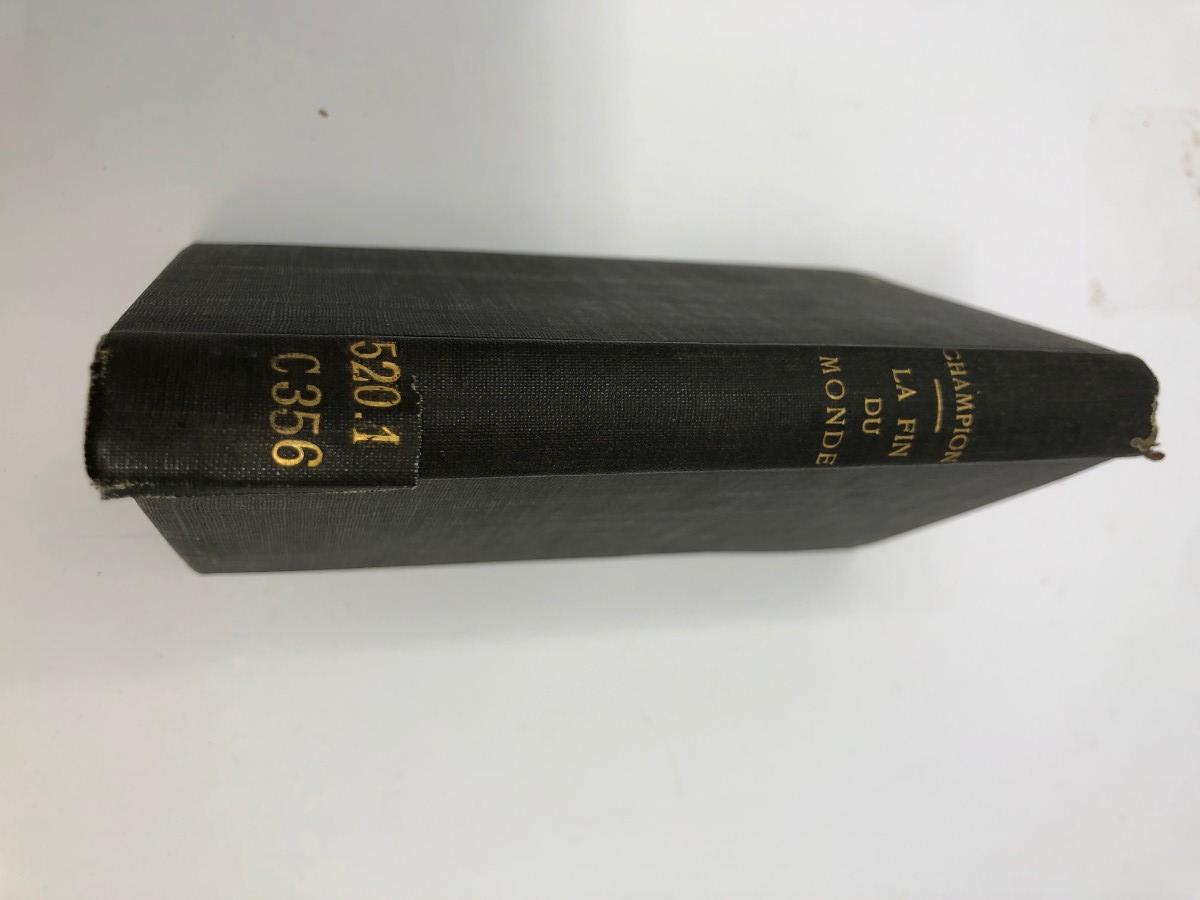 CHAMPION
LA FIN
DU
MONDE
520.1
C356